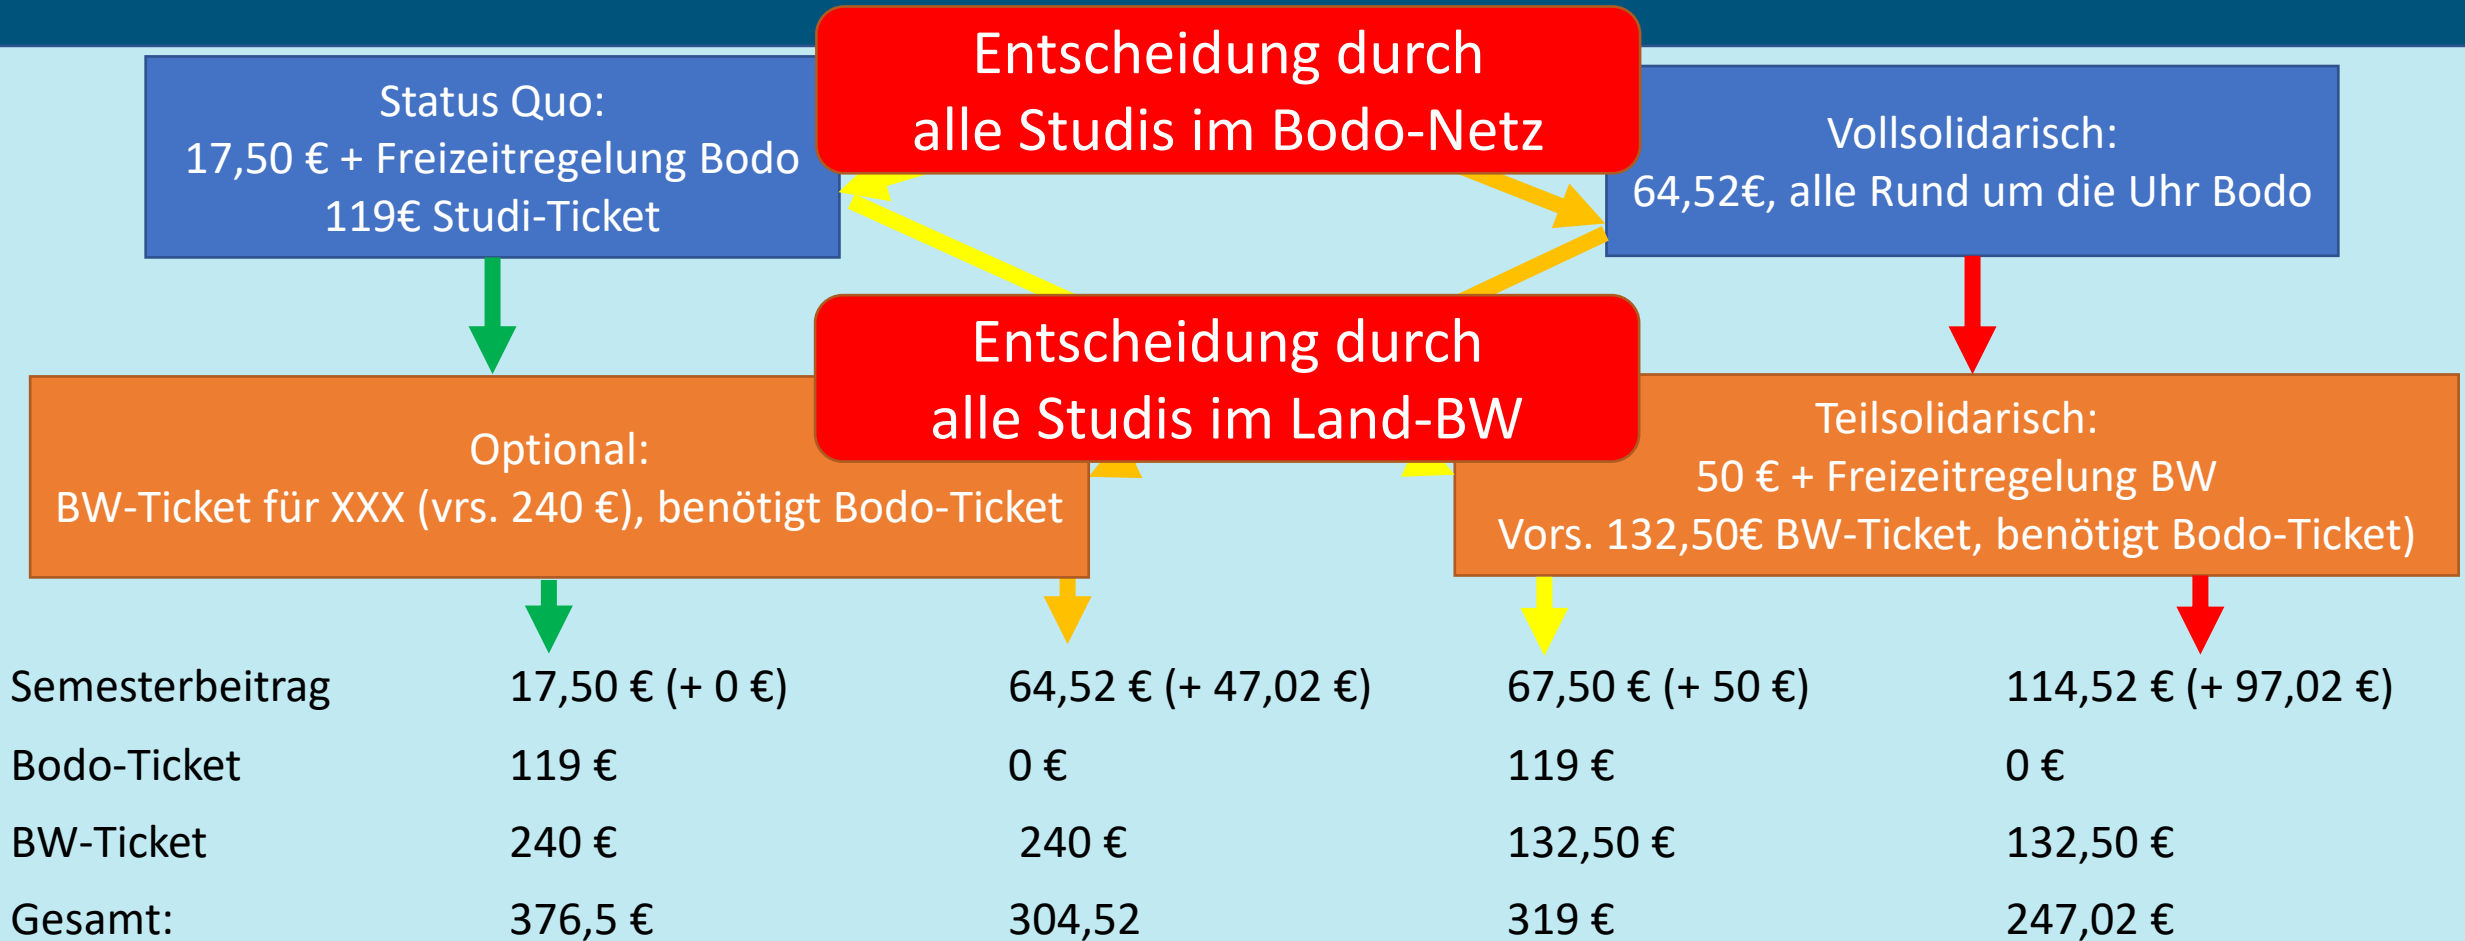 Entscheidung durch
alle Studis im Bodo-Netz
Status Quo:
17,50 € + Freizeitregelung Bodo
119€ Studi-Ticket
Vollsolidarisch:
64,52€, alle Rund um die Uhr Bodo
Entscheidung durch
alle Studis im Land-BW
Optional:
BW-Ticket für XXX (vrs. 240 €), benötigt Bodo-Ticket
Teilsolidarisch:
50 € + Freizeitregelung BW
Vors. 132,50€ BW-Ticket, benötigt Bodo-Ticket)
Semesterbeitrag 17,50 € (+ 0 €) 64,52 € (+ 47,02 €) 67,50 € (+ 50 €) 114,52 € (+ 97,02 €)
Bodo-Ticket 119 € 0 € 119 € 0 €
BW-Ticket 240 € 240 € 132,50 € 132,50 €
Gesamt: 376,5 € 304,52 319 € 247,02 €